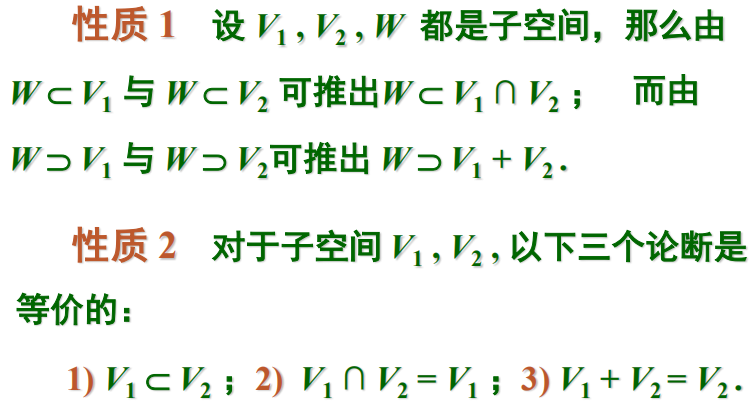 性质 1 设 V₁ , V₂ , W 都是子空间，那么由
W ⊂ V₁ 与 W ⊂ V₂ 可推出W ⊂ V₁ ∩ V₂ ； 而由
W ⊃ V₁ 与 W ⊃ V₂可推出 W ⊃ V₁ + V₂ .
性质 2 对于子空间 V₁ , V₂ , 以下三个论断是
等价的：
1) V₁ ⊂ V₂ ；2) V₁ ∩ V₂ = V₁ ；3) V₁ + V₂ = V₂ .